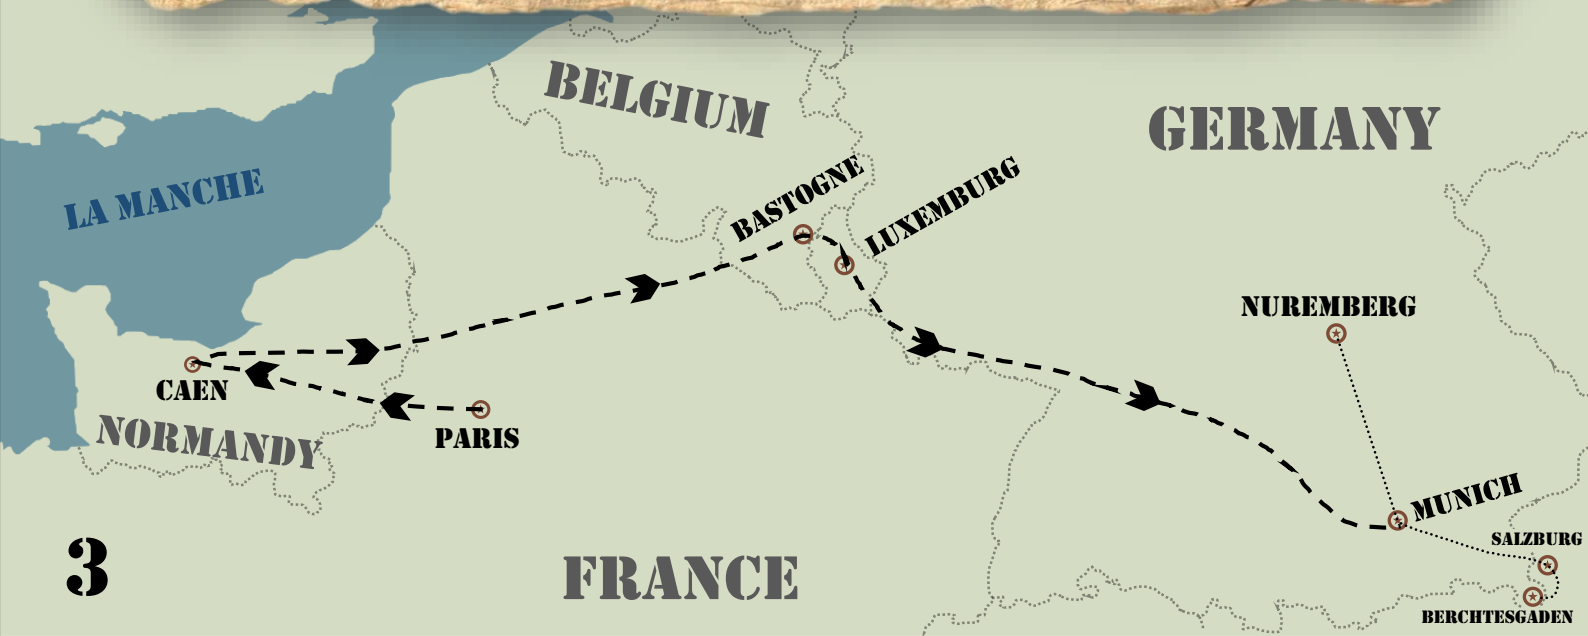 BELGIUM
GERMANY
LA MANCHE
BASTOGNE
LUXEMBURG
NUREMBERG
CAEN
NORMANDY
PARIS
MUNICH
SALZBURG
3
FRANCE
BERCHTESGADEN